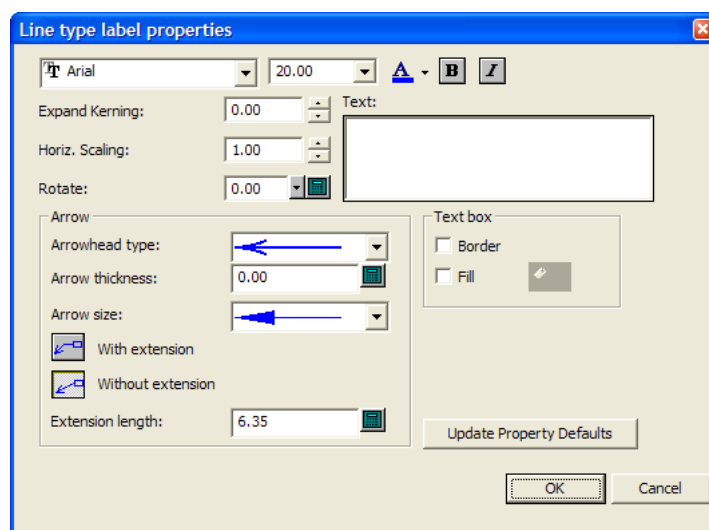 Line type label properties
Arial
20.00
A
B
I
Expand Kerning:
0.00
Text:
Horiz. Scaling:
1.00
Rotate:
0.00
Arrow
Text box
Arrowhead type:
Border
Arrow thickness:
0.00
Fill
Arrow size:
With extension
Without extension
Extension length:
6.35
Update Property Defaults
OK
Cancel